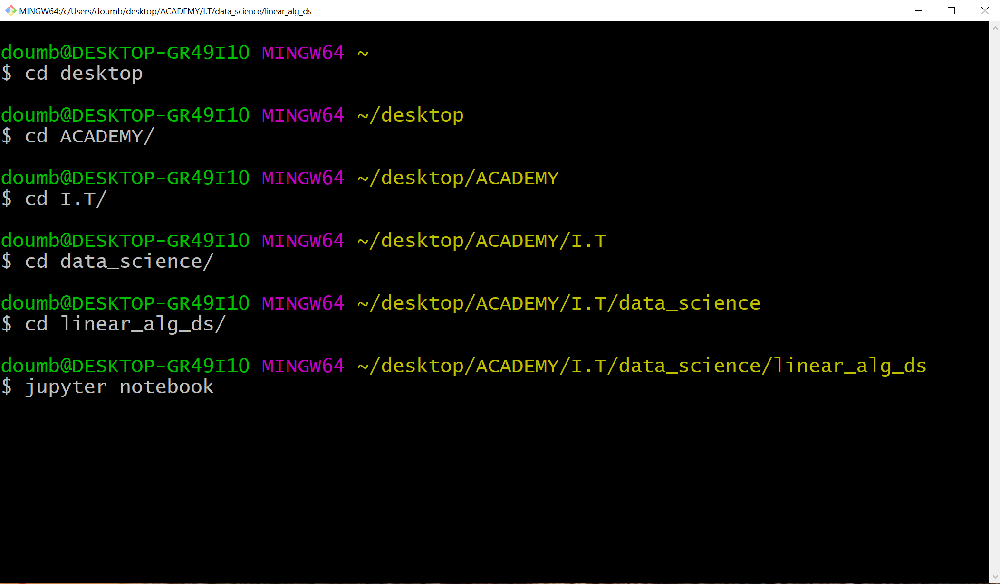 MINGW64:/c/Users/doumb/desktop/ACADEMY/I.T/data_science/linear_alg_ds
doumb@DESKTOP-GR49I10 MINGW64 ~
$ cd desktop
doumb@DESKTOP-GR49I10 MINGW64 ~/desktop
$ cd ACADEMY/
doumb@DESKTOP-GR49I10 MINGW64 ~/desktop/ACADEMY
$ cd I.T/
doumb@DESKTOP-GR49I10 MINGW64 ~/desktop/ACADEMY/I.T
$ cd data_science/
doumb@DESKTOP-GR49I10 MINGW64 ~/desktop/ACADEMY/I.T/data_science
$ cd linear_alg_ds/
doumb@DESKTOP-GR49I10 MINGW64 ~/desktop/ACADEMY/I.T/data_science/linear_alg_ds
$ jupyter notebook